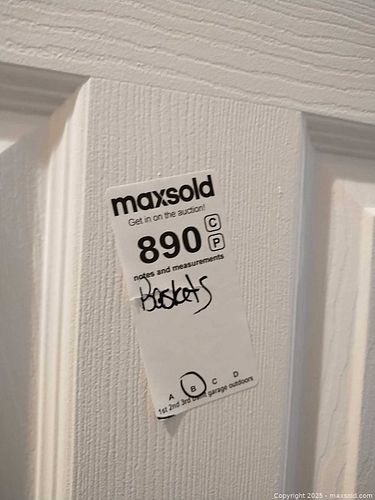 maxsold
Get in on the auction!
890 C
P
notes and measurements
Baskets
A B C D
1st 2nd 3rd bsmt garage outdoors
Copyright 2025 - maxsold.com